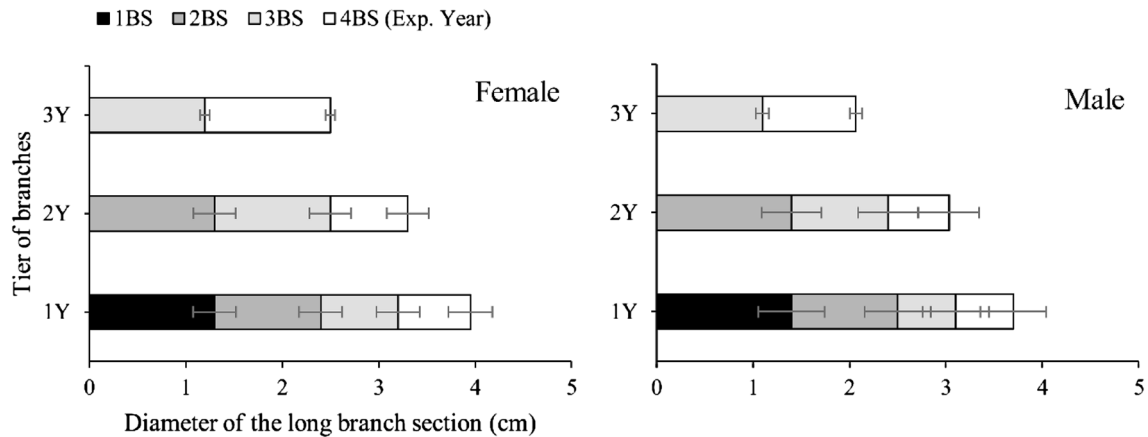 1BS 2BS 3BS 4BS (Exp. Year)
Female
3Y
2Y
1Y
Tier of branches
0 1 2 3 4 5
Diameter of the long branch section (cm)
Male
3Y
2Y
1Y
0 1 2 3 4 5